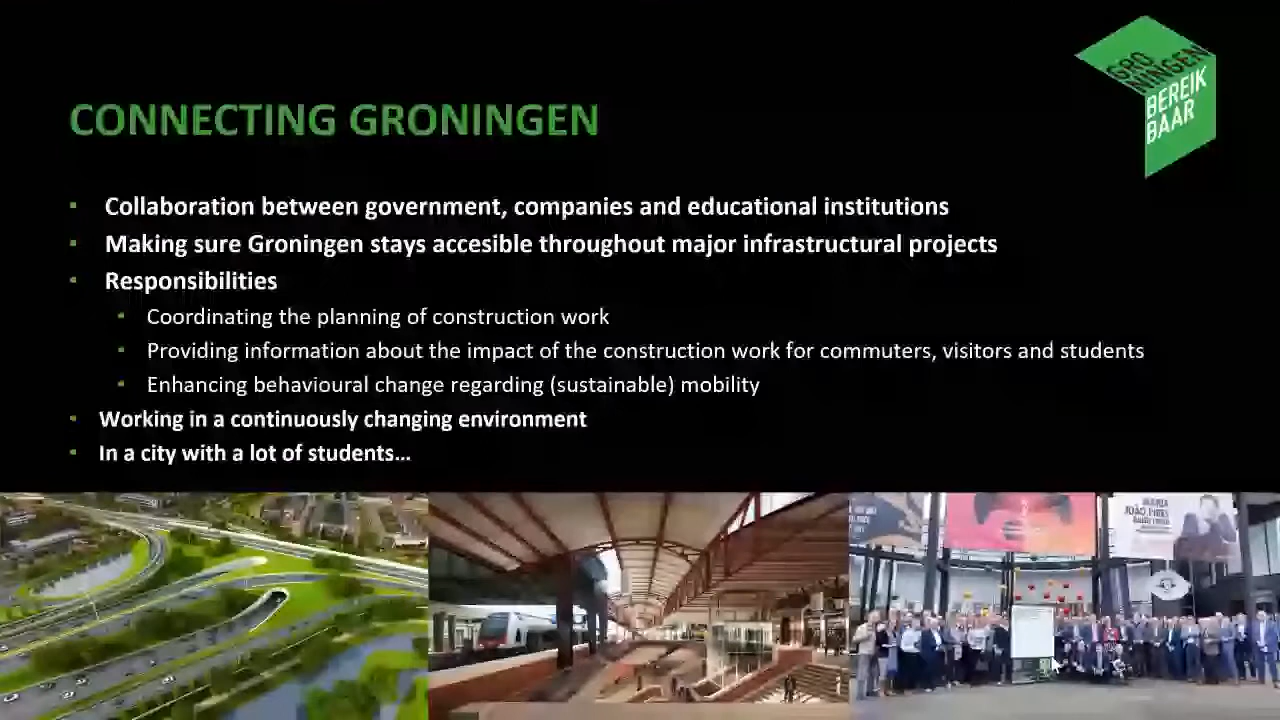 GRO
NINGEN
BEREIK
BAAR
CONNECTING GRONINGEN
▪ Collaboration between government, companies and educational institutions
▪ Making sure Groningen stays accesible throughout major infrastructural projects
▪ Responsibilities
▪ Coordinating the planning of construction work
▪ Providing information about the impact of the construction work for commuters, visitors and students
▪ Enhancing behavioural change regarding (sustainable) mobility
▪ Working in a continuously changing environment
▪ In a city with a lot of students…
MARIA
JOÃO PIRES